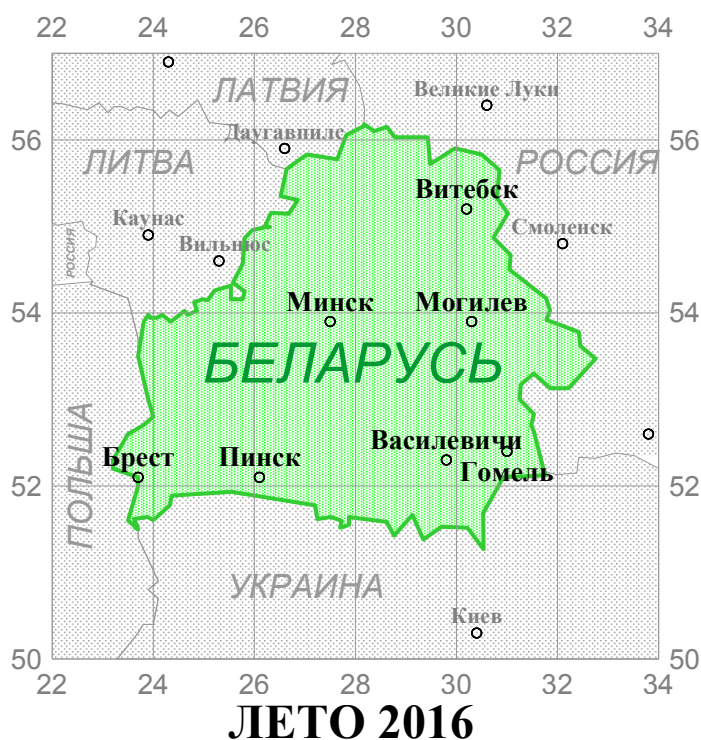 22 24 26 28 30 32 34
ЛАТВИЯ
Великие Луки
56 Даугавпилс 56
ЛИТВА РОССИЯ
Витебск
Каунас Смоленск
Вильнюс
РОССИЯ
54 Минск Могилев 54
БЕЛАРУСЬ
ПОЛЬША
Василевичи
Брест Пинск
Гомель
52 52
УКРАИНА
Киев
50 50
22 24 26 28 30 32 34
ЛЕТО 2016